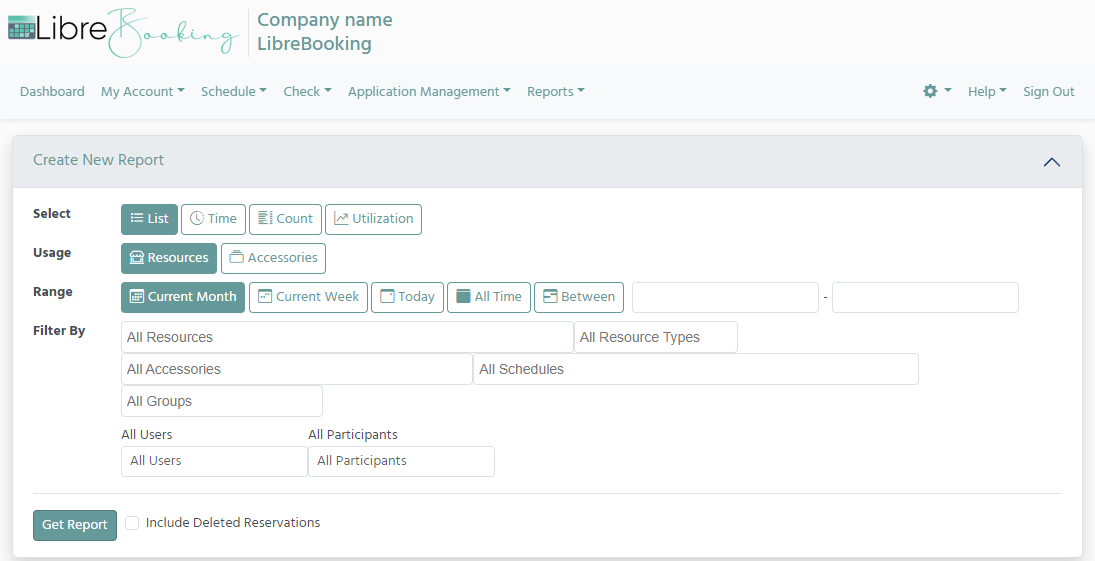 LibreBooking
Company name
LibreBooking
Dashboard My Account Schedule Check Application Management Reports Help Sign Out
Create New Report
Select List Time Count Utilization
Usage Resources Accessories
Range Current Month Current Week Today All Time Between -
Filter By All Resources All Resource Types
All Accessories All Schedules
All Groups
All Users All Participants
All Users All Participants
Get Report Include Deleted Reservations